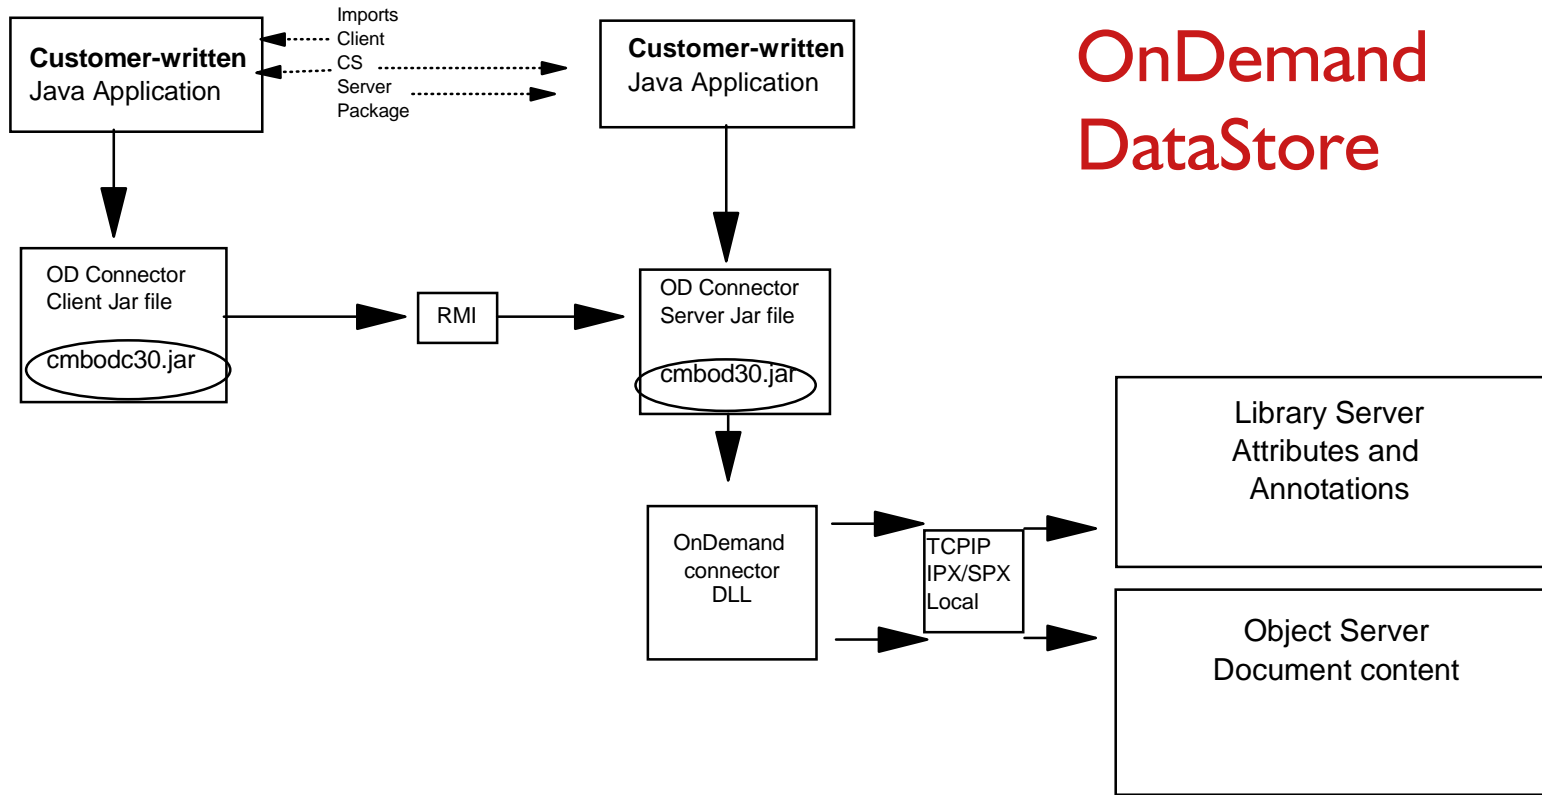 Imports
Client
CS
Server
Package
Customer-written
Java Application
Customer-written
Java Application
OnDemand
DataStore
OD Connector
Client Jar file
cmbodc30.jar
RMI
OD Connector
Server Jar file
cmbod30.jar
Library Server
Attributes and
Annotations
OnDemand
connector
DLL
TCPIP
IPX/SPX
Local
Object Server
Document content